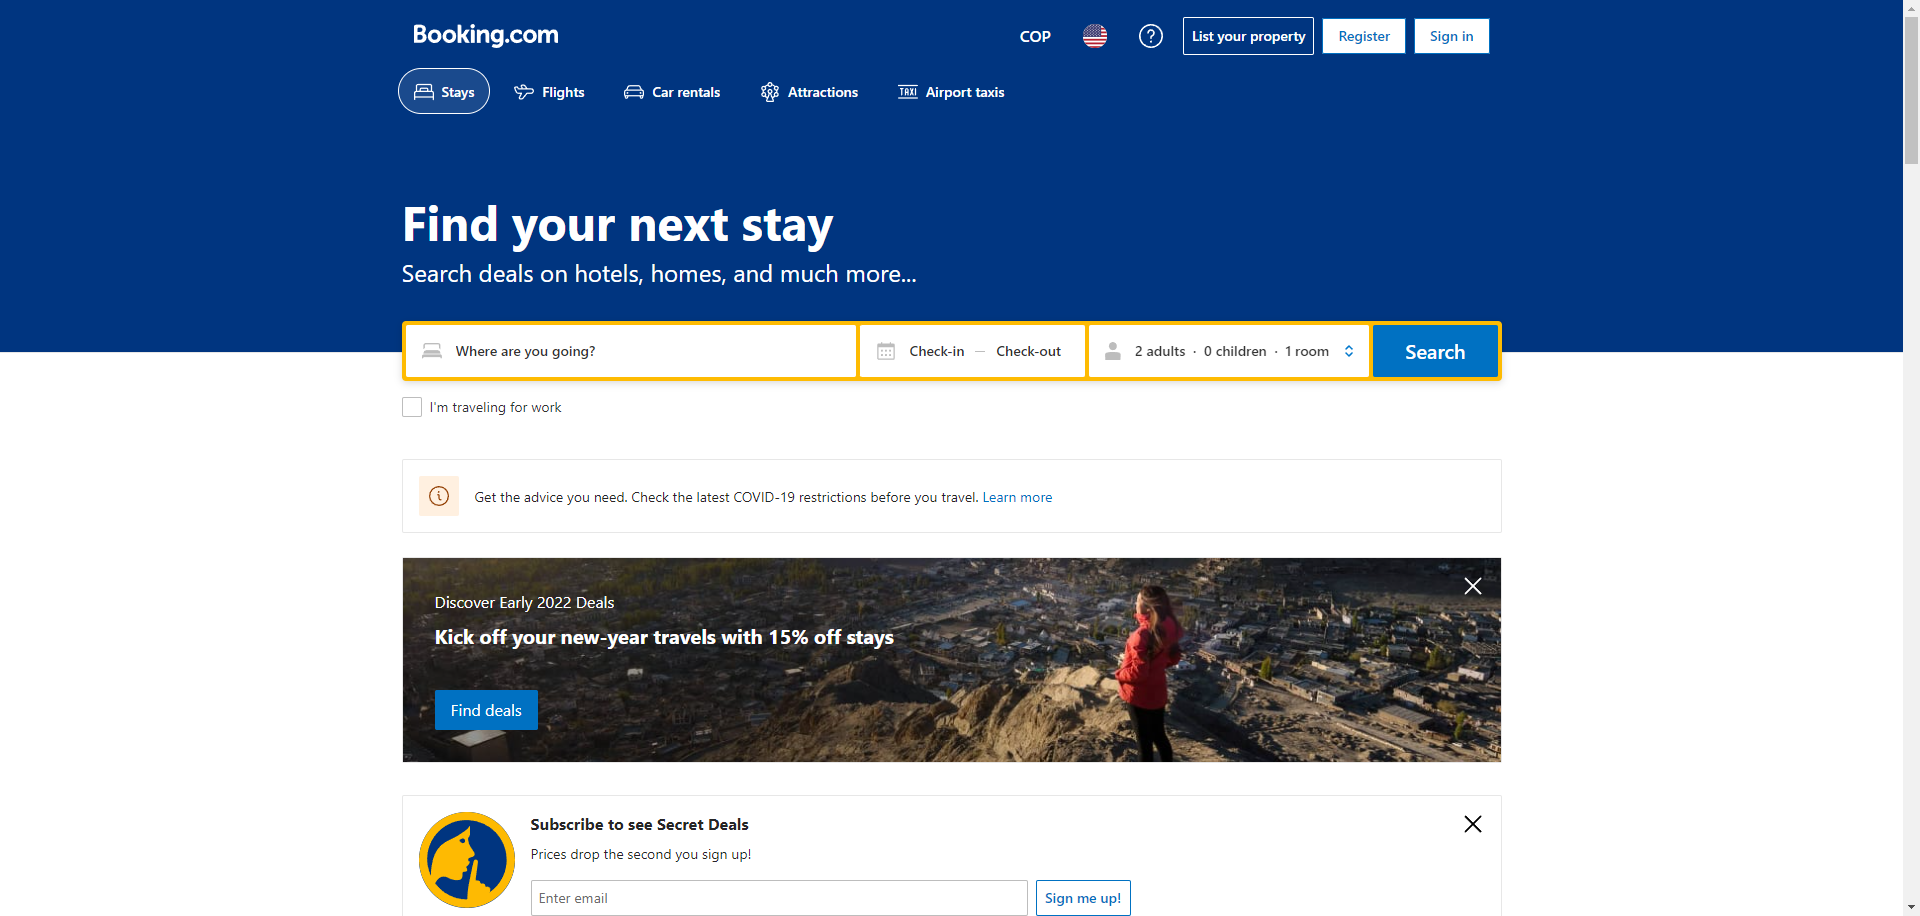 Booking.com
COP
List your property
Register
Sign in
Stays
Flights
Car rentals
Attractions
TAXI Airport taxis
Find your next stay
Search deals on hotels, homes, and much more...
Where are you going?
Check-in — Check-out
2 adults · 0 children · 1 room
Search
I'm traveling for work
Get the advice you need. Check the latest COVID-19 restrictions before you travel. Learn more
Discover Early 2022 Deals
Kick off your new-year travels with 15% off stays
Find deals
Subscribe to see Secret Deals
Prices drop the second you sign up!
Enter email
Sign me up!